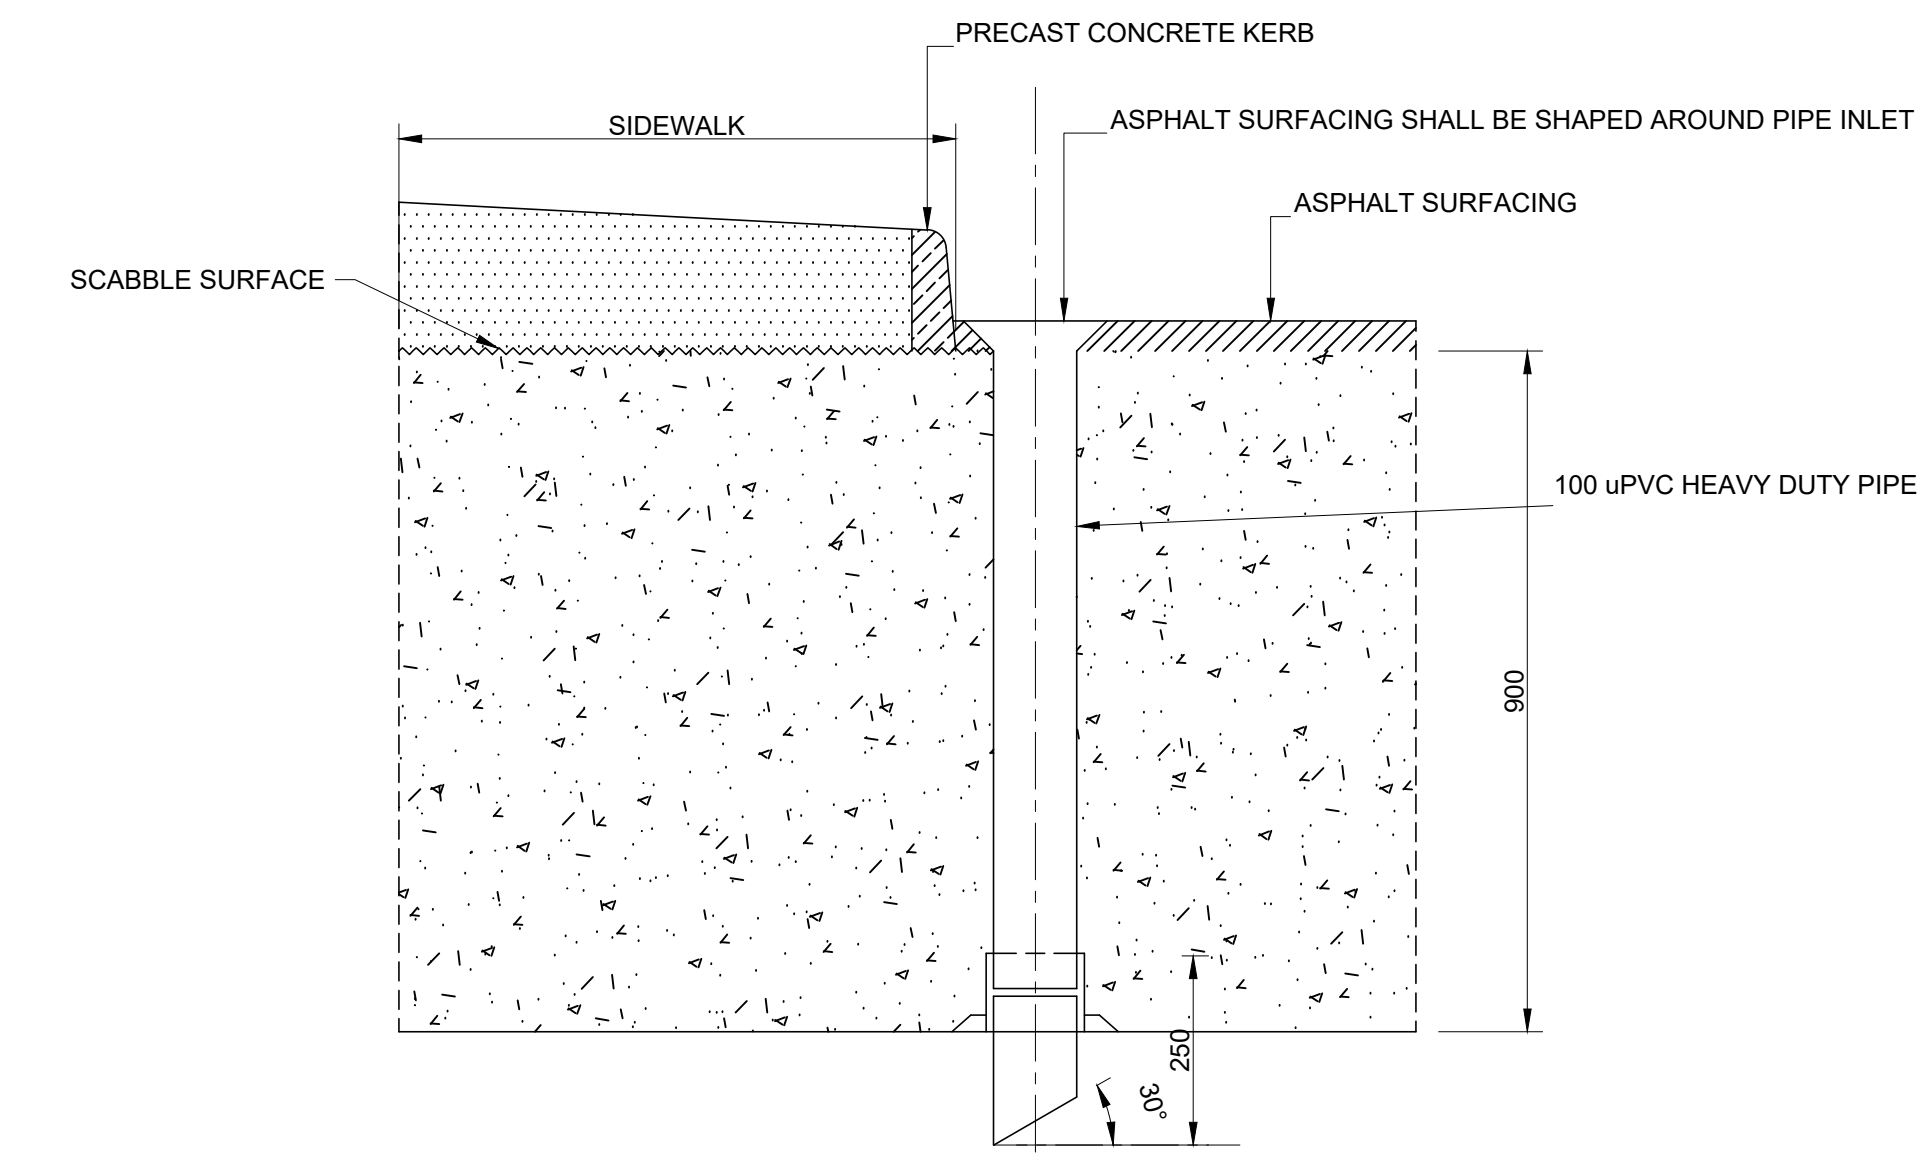 PRECAST CONCRETE KERB
ASPHALT SURFACING SHALL BE SHAPED AROUND PIPE INLET
SIDEWALK
ASPHALT SURFACING
SCABBLE SURFACE
100 uPVC HEAVY DUTY PIPE
900
250
30°